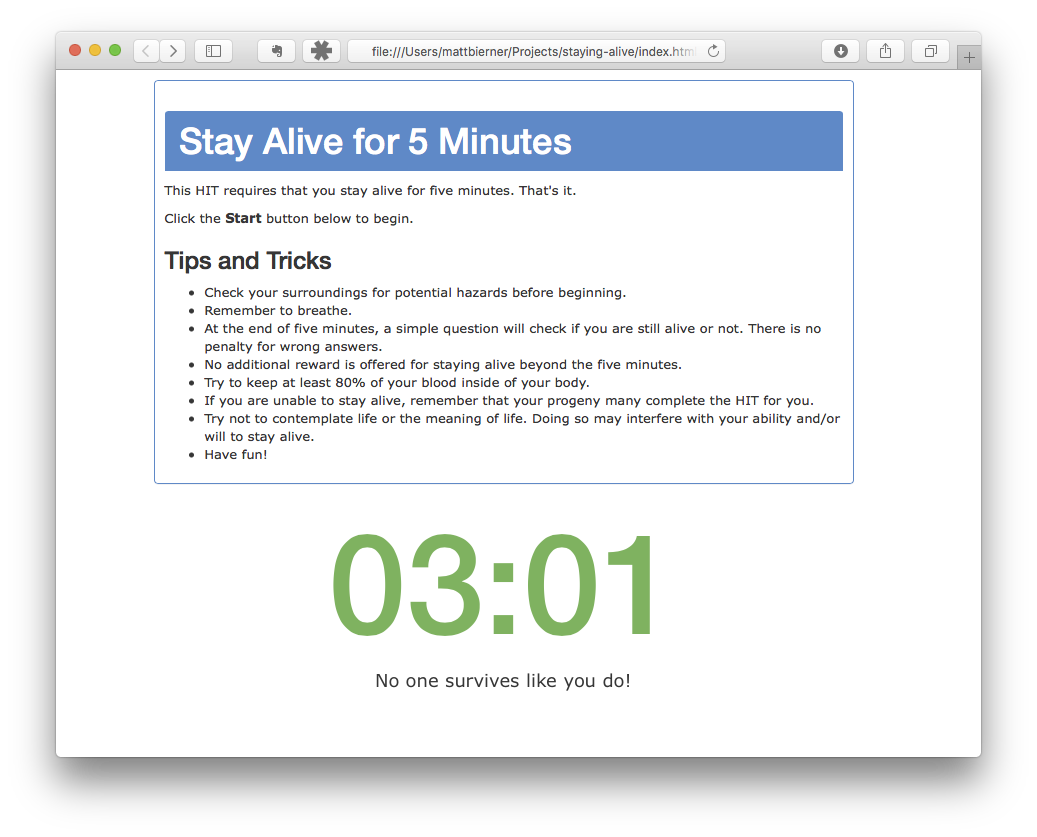 file:///Users/mattbierner/Projects/staying-alive/index.htm
Stay Alive for 5 Minutes
This HIT requires that you stay alive for five minutes. That's it.
Click the Start button below to begin.
Tips and Tricks
• Check your surroundings for potential hazards before beginning.
• Remember to breathe.
• At the end of five minutes, a simple question will check if you are still alive or not. There is no
penalty for wrong answers.
• No additional reward is offered for staying alive beyond the five minutes.
• Try to keep at least 80% of your blood inside of your body.
• If you are unable to stay alive, remember that your progeny many complete the HIT for you.
• Try not to contemplate life or the meaning of life. Doing so may interfere with your ability and/or
will to stay alive.
• Have fun!
03:01
No one survives like you do!